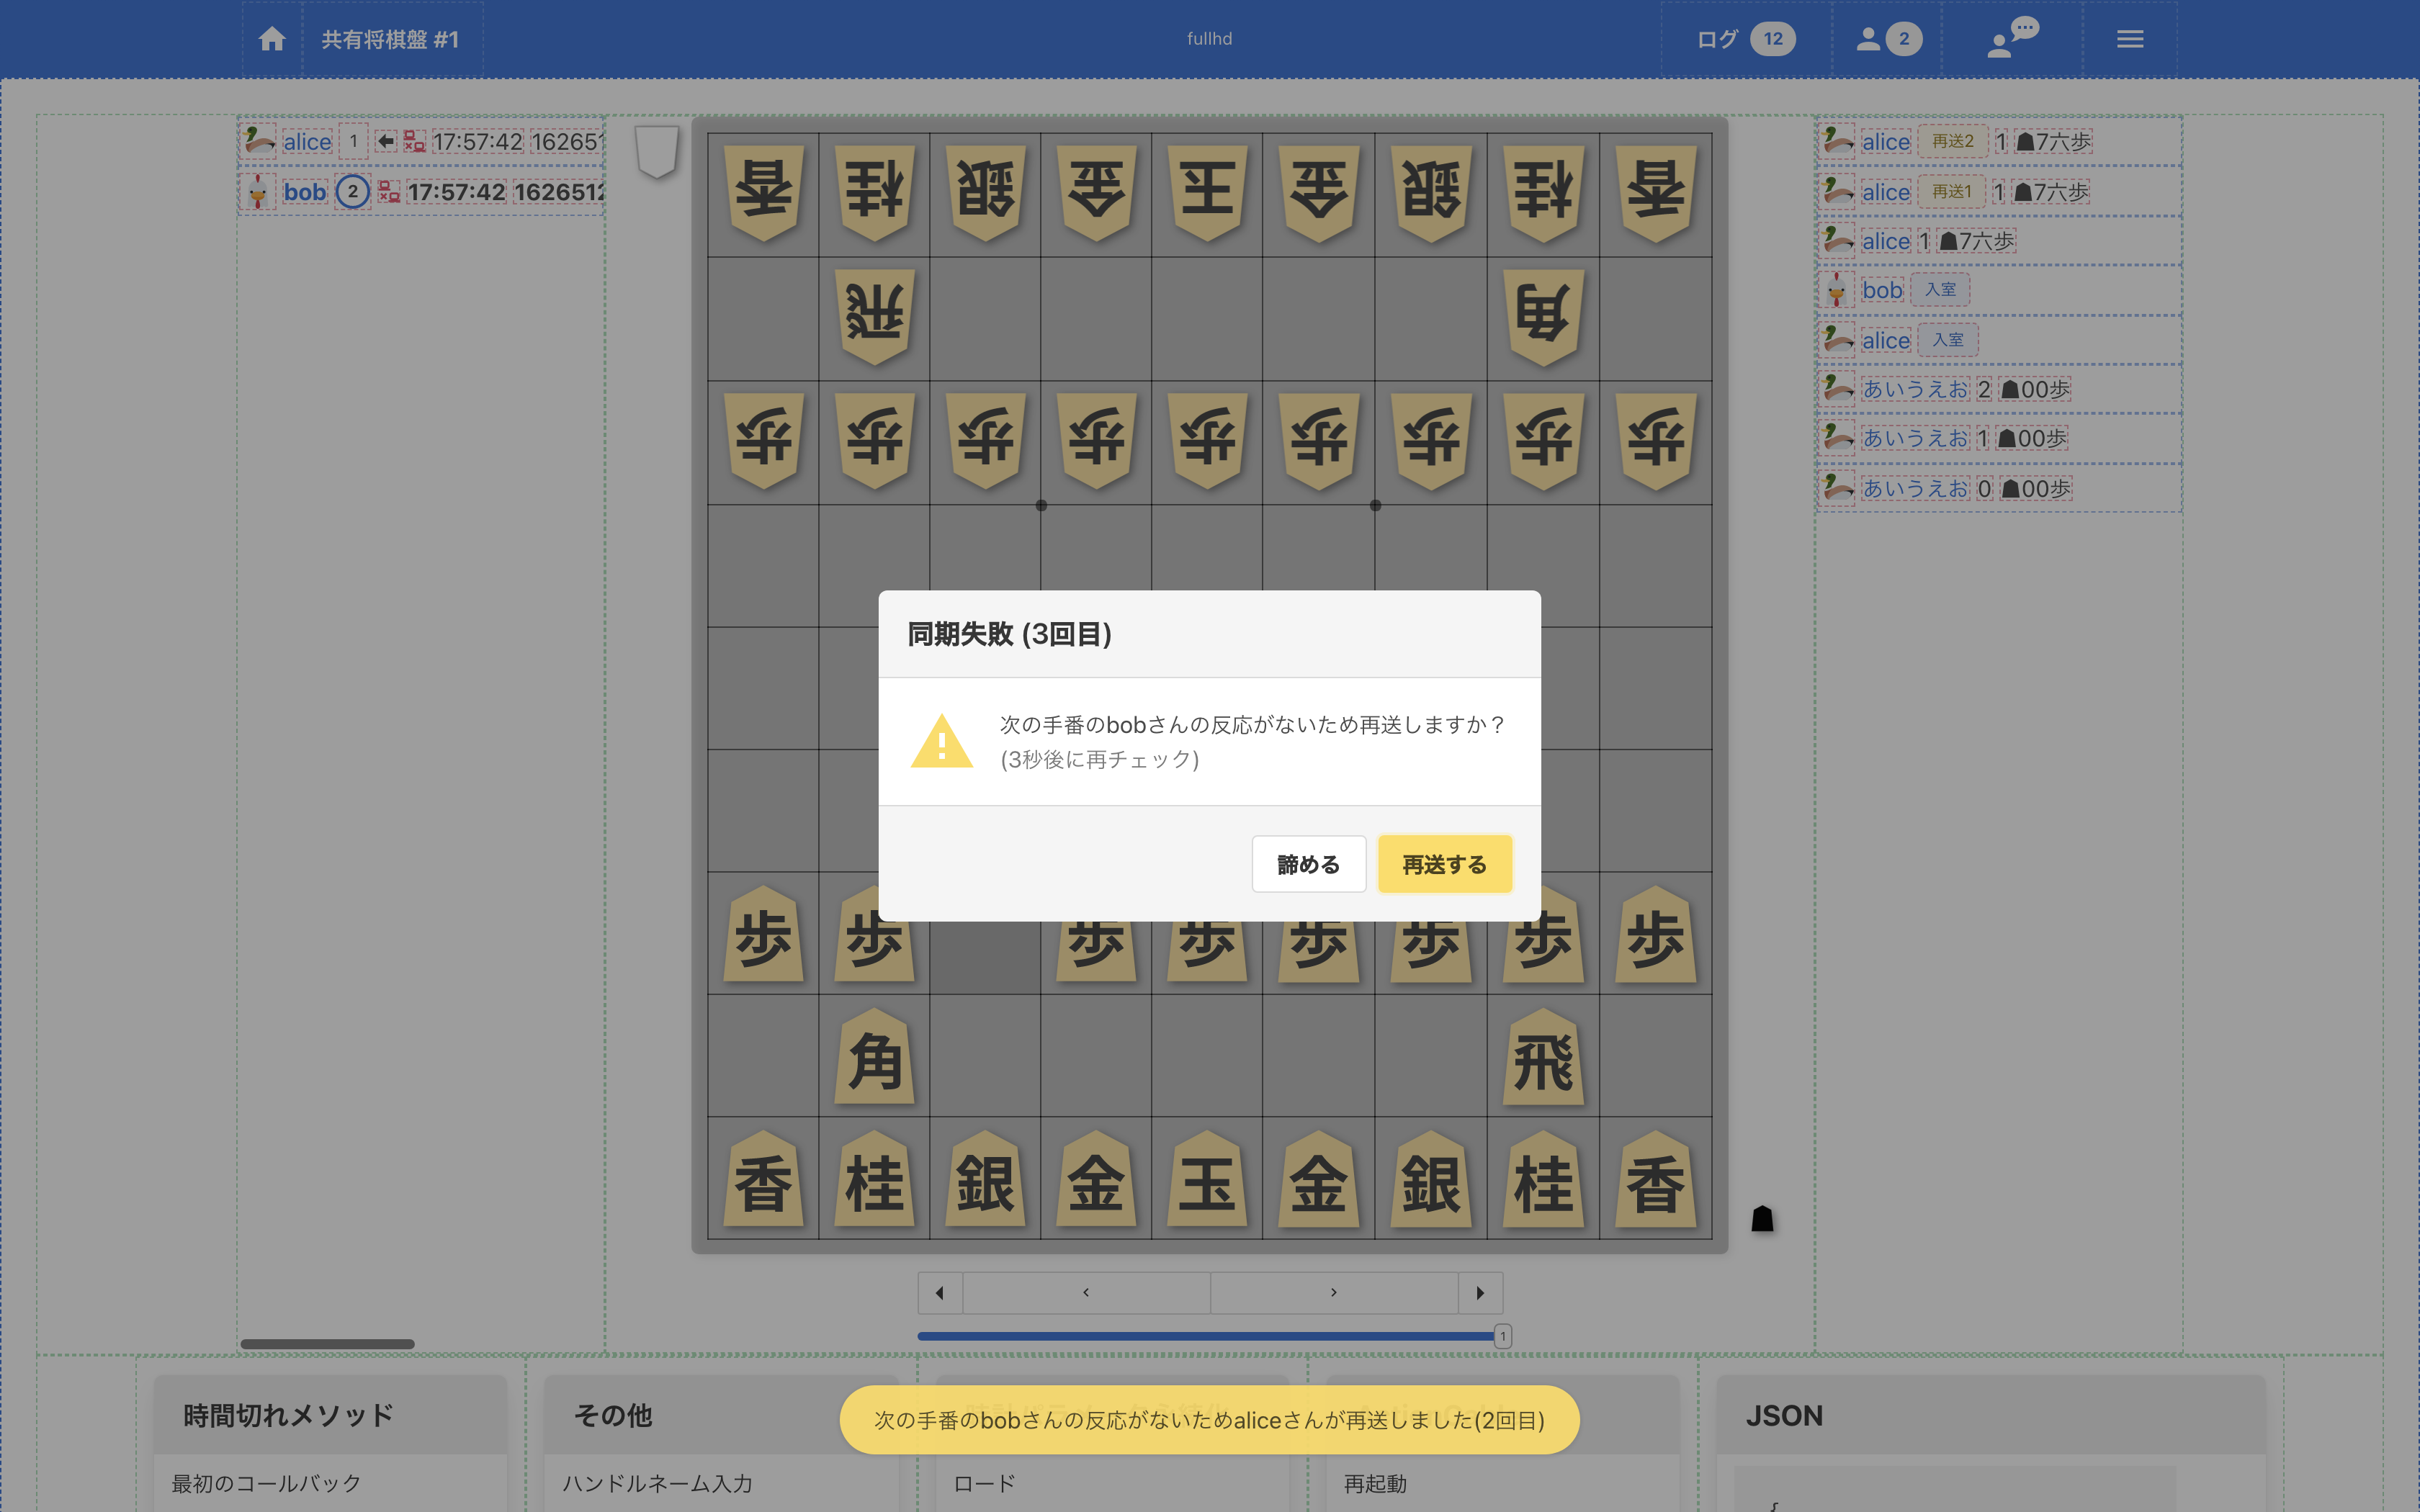 共有将棋盤 #1
fullhd
ログ 12
2
alice 1 17:57:42 16265
bob 2 17:57:42 1626512
香 桂 銀 金 玉 金 銀 桂 香
飛 角
歩 歩 歩 歩 歩 歩 歩 歩 歩
歩 歩 歩 歩 歩 歩 歩 歩
角 飛
香 桂 銀 金 玉 金 銀 桂 香
alice 再送2 1 ☗7六歩
alice 再送1 1 ☗7六歩
alice 1 ☗7六歩
bob 入室
alice 入室
あいうえお 2 ☗00歩
あいうえお 1 ☗00歩
あいうえお 0 ☗00歩
同期失敗 (3回目)
次の手番のbobさんの反応がないため再送しますか？
(3秒後に再チェック)
諦める 再送する
1
時間切れメソッド
最初のコールバック
その他
ハンドルネーム入力
ロード
再起動
JSON
{
次の手番のbobさんの反応がないためaliceさんが再送しました(2回目)